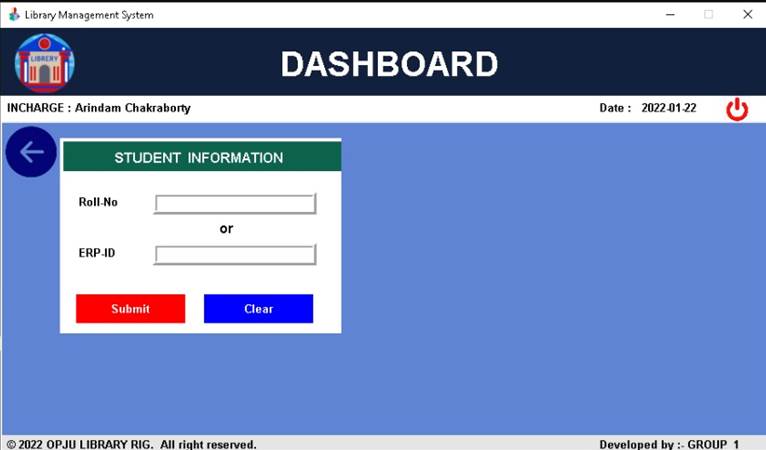 Library Management System
LIBRERY
DASHBOARD
INCHARGE : Arindam Chakraborty
Date : 2022-01-22
STUDENT INFORMATION
Roll-No
or
ERP-ID
Submit
Clear
© 2022 OPJU LIBRARY RIG. All right reserved.
Developed by :- GROUP 1